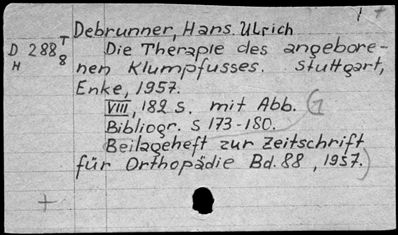 Debrunner, Hans Ulrich
D 288 T
H 8
Die Therapie des angebore-
nen Klumpfusses. Stuttgart,
Enke, 1957.
VIII, 182 S. mit Abb.
Bibliogr. S 173-180.
Beilageheft zur Zeitschrift
für Orthopädie Bd. 88, 1957.)